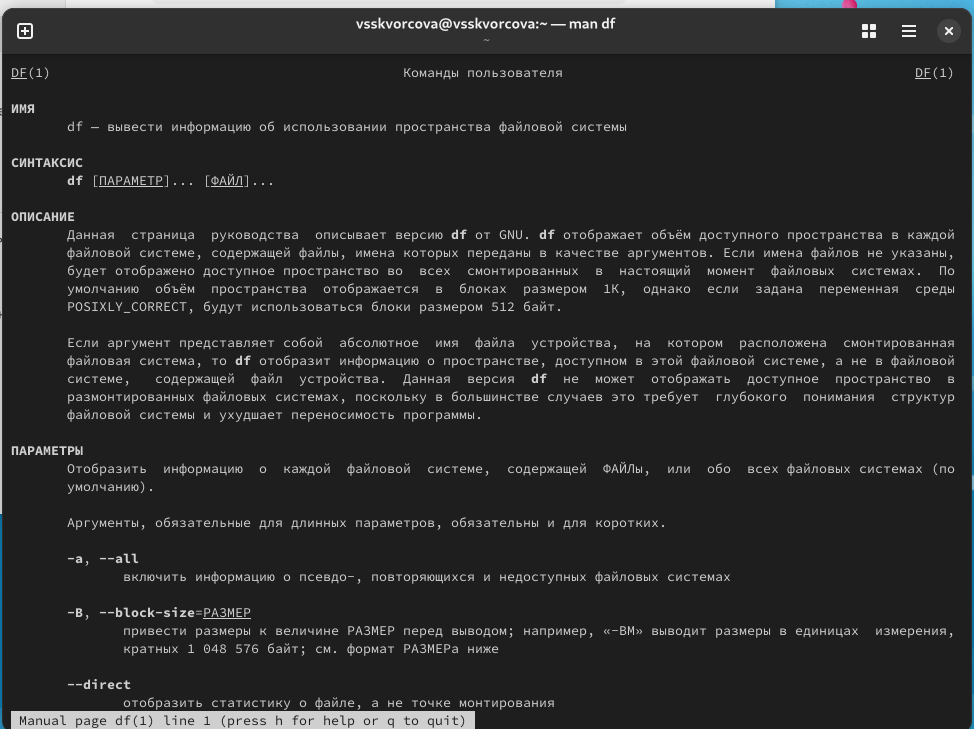 vsskvorcova@vsskvorcova:~ — man df
~
DF(1) Команды пользователя DF(1)
ИМЯ
df — вывести информацию об использовании пространства файловой системы
СИНТАКСИС
df [ПАРАМЕТР]... [ФАЙЛ]...
ОПИСАНИЕ
Данная страница руководства описывает версию df от GNU. df отображает объём доступного пространства в каждой
файловой системе, содержащей файлы, имена которых переданы в качестве аргументов. Если имена файлов не указаны,
будет отображено доступное пространство во всех смонтированных в настоящий момент файловых системах. По
умолчанию объём пространства отображается в блоках размером 1K, однако если задана переменная среды
POSIXLY_CORRECT, будут использоваться блоки размером 512 байт.
Если аргумент представляет собой абсолютное имя файла устройства, на котором расположена смонтированная
файловая система, то df отобразит информацию о пространстве, доступном в этой файловой системе, а не в файловой
системе, содержащей файл устройства. Данная версия df не может отображать доступное пространство в
размонтированных файловых системах, поскольку в большинстве случаев это требует глубокого понимания структур
файловой системы и ухудшает переносимость программы.
ПАРАМЕТРЫ
Отобразить информацию о каждой файловой системе, содержащей ФАЙЛы, или обо всех файловых системах (по
умолчанию).
Аргументы, обязательные для длинных параметров, обязательны и для коротких.
-a, --all
включить информацию о псевдо-, повторяющихся и недоступных файловых системах
-B, --block-size=РАЗМЕР
привести размеры к величине РАЗМЕР перед выводом; например, «-BM» выводит размеры в единицах измерения,
кратных 1 048 576 байт; см. формат РАЗМЕРа ниже
--direct
отобразить статистику о файле, а не точке монтирования
Manual page df(1) line 1 (press h for help or q to quit)